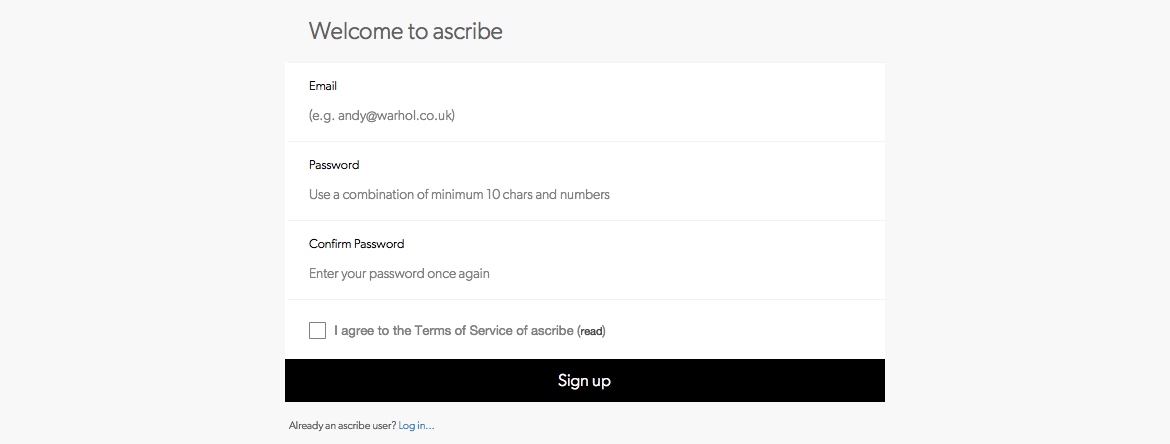 Welcome to ascribe
Email
(e.g. andy@warhol.co.uk)
Password
Use a combination of minimum 10 chars and numbers
Confirm Password
Enter your password once again
I agree to the Terms of Service of ascribe (read)
Sign up
Already an ascribe user? Log in...